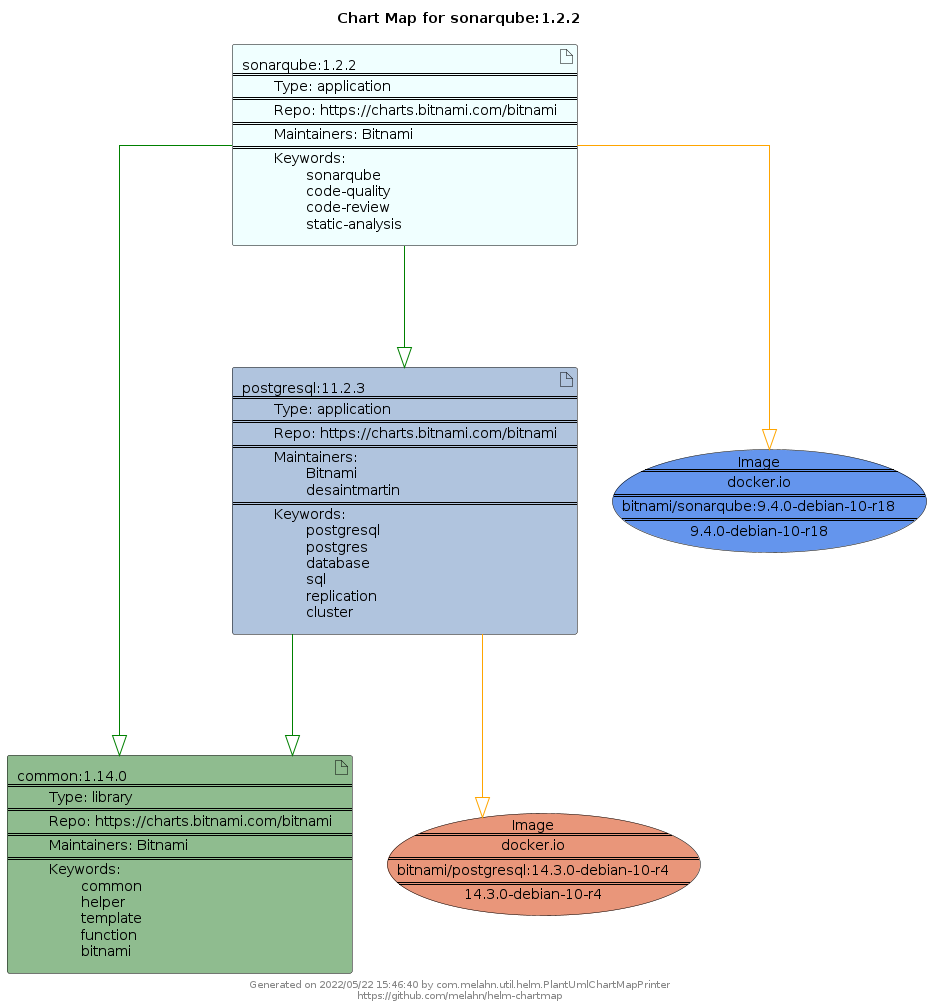 Chart Map for sonarqube:1.2.2
sonarqube:1.2.2
Type: application
Repo: https://charts.bitnami.com/bitnami
Maintainers: Bitnami
Keywords:
sonarqube
code-quality
code-review
static-analysis
postgresql:11.2.3
Type: application
Repo: https://charts.bitnami.com/bitnami
Maintainers:
Bitnami
desaintmartin
Keywords:
postgresql
postgres
database
sql
replication
cluster
Image
docker.io
bitnami/sonarqube:9.4.0-debian-10-r18
9.4.0-debian-10-r18
common:1.14.0
Type: library
Repo: https://charts.bitnami.com/bitnami
Maintainers: Bitnami
Keywords:
common
helper
template
function
bitnami
Image
docker.io
bitnami/postgresql:14.3.0-debian-10-r4
14.3.0-debian-10-r4
Generated on 2022/05/22 15:46:40 by com.melahn.util.helm.PlantUmlChartMapPrinter
https://github.com/melahn/helm-chartmap